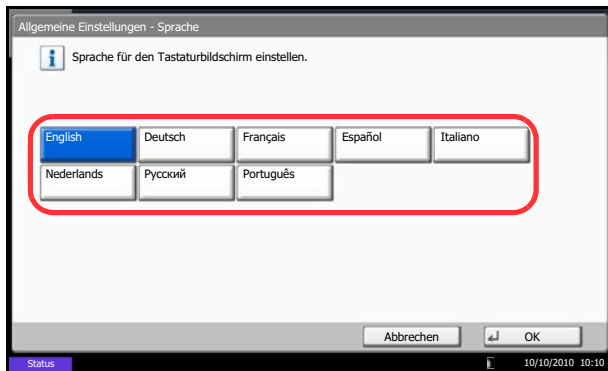 Allgemeine Einstellungen - Sprache
Sprache für den Tastaturbildschirm einstellen.
English Deutsch Français Español Italiano
Nederlands Русский Português
Abbrechen OK
Status 10/10/2010 10:10